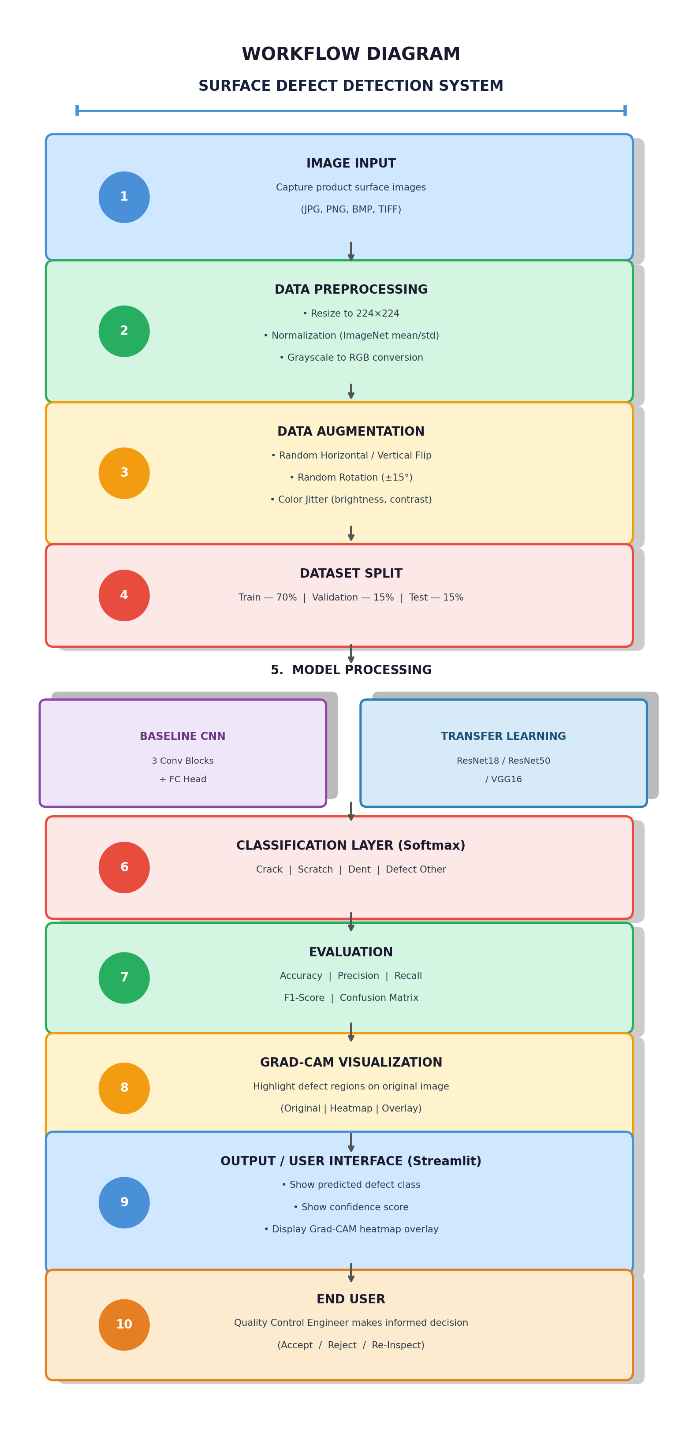 WORKFLOW DIAGRAM
SURFACE DEFECT DETECTION SYSTEM
IMAGE INPUT
1
Capture product surface images
(JPG, PNG, BMP, TIFF)
DATA PREPROCESSING
2
• Resize to 224×224
• Normalization (ImageNet mean/std)
• Grayscale to RGB conversion
DATA AUGMENTATION
3
• Random Horizontal / Vertical Flip
• Random Rotation (±15°)
• Color Jitter (brightness, contrast)
DATASET SPLIT
4
Train — 70%  |  Validation — 15%  |  Test — 15%
5.  MODEL PROCESSING
BASELINE CNN
3 Conv Blocks
+ FC Head
TRANSFER LEARNING
ResNet18 / ResNet50
/ VGG16
CLASSIFICATION LAYER (Softmax)
6
Crack  |  Scratch  |  Dent  |  Defect Other
EVALUATION
7
Accuracy  |  Precision  |  Recall
F1-Score  |  Confusion Matrix
GRAD-CAM VISUALIZATION
8
Highlight defect regions on original image
(Original | Heatmap | Overlay)
OUTPUT / USER INTERFACE (Streamlit)
9
• Show predicted defect class
• Show confidence score
• Display Grad-CAM heatmap overlay
END USER
10
Quality Control Engineer makes informed decision
(Accept  /  Reject  /  Re-Inspect)